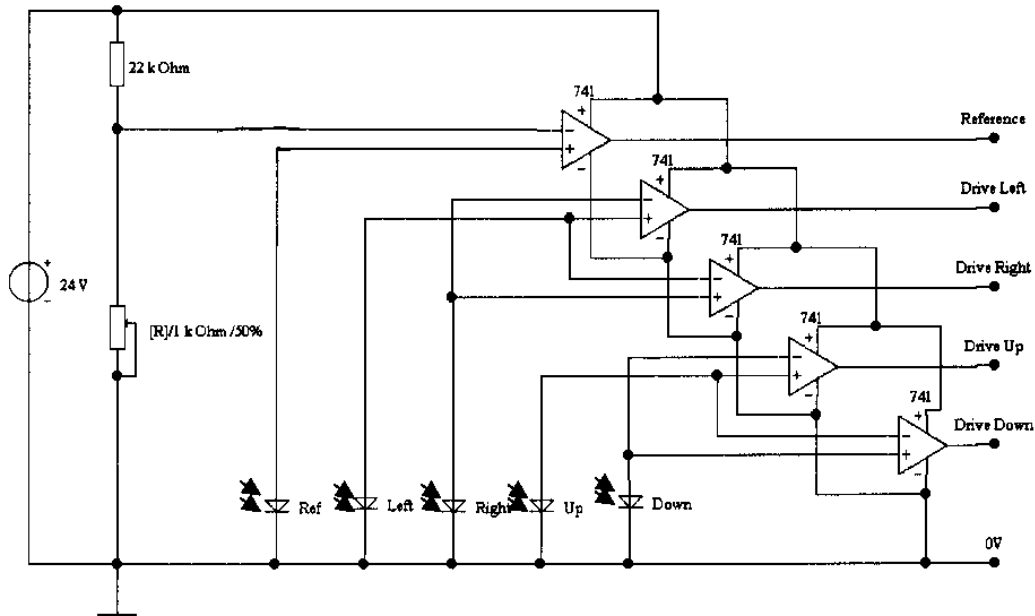 22 k Ohm
741
Reference
741
Drive Left
741
Drive Right
24 V
[R]/1 k Ohm /50%
741
Drive Up
741
Drive Down
Ref
Left
Right
Up
Down
0V